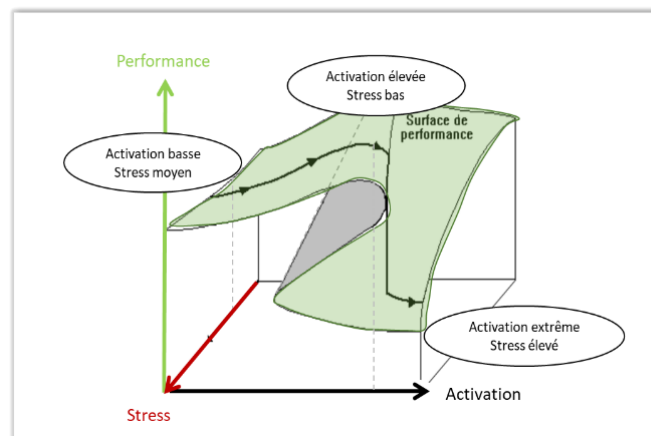 Performance
Activation élevée
Stress bas
Surface de
performance
Activation basse
Stress moyen
Activation extrême
Stress élevé
Activation
Stress